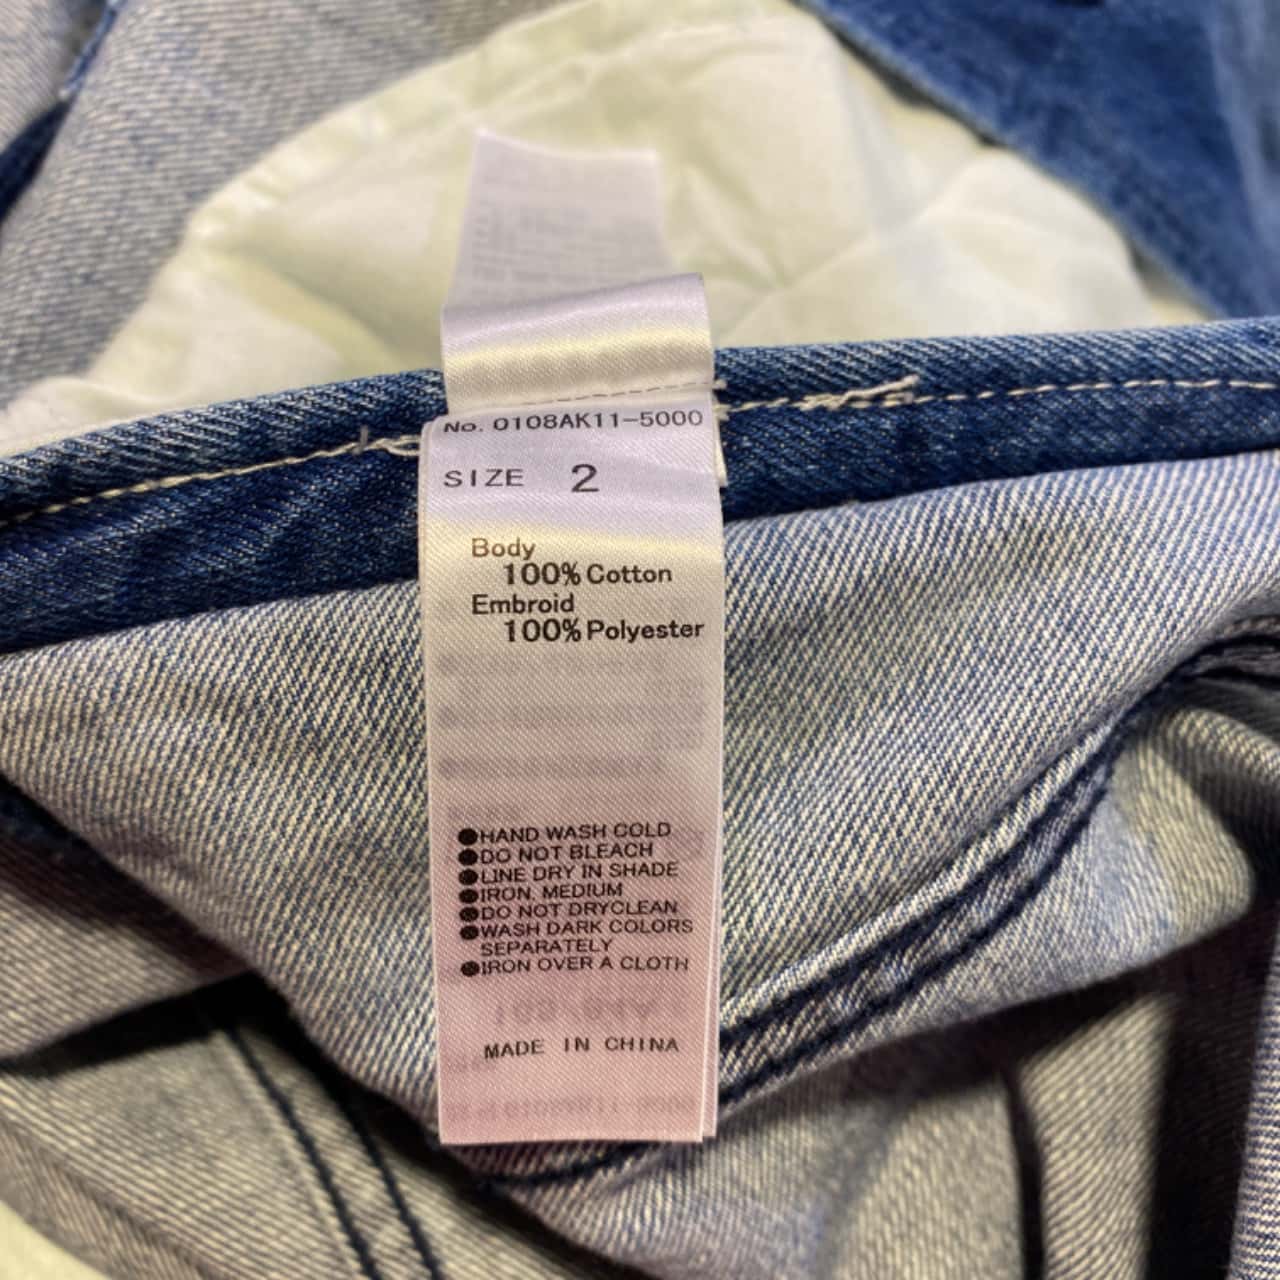 No. 0108AK11-5000
SIZE 2
Body
100% Cotton
Embroid
100% Polyester
●HAND WASH COLD
●DO NOT BLEACH
●LINE DRY IN SHADE
●IRON, MEDIUM
●DO NOT DRYCLEAN
●WASH DARK COLORS
SEPARATELY
●IRON OVER A CLOTH
MADE IN CHINA